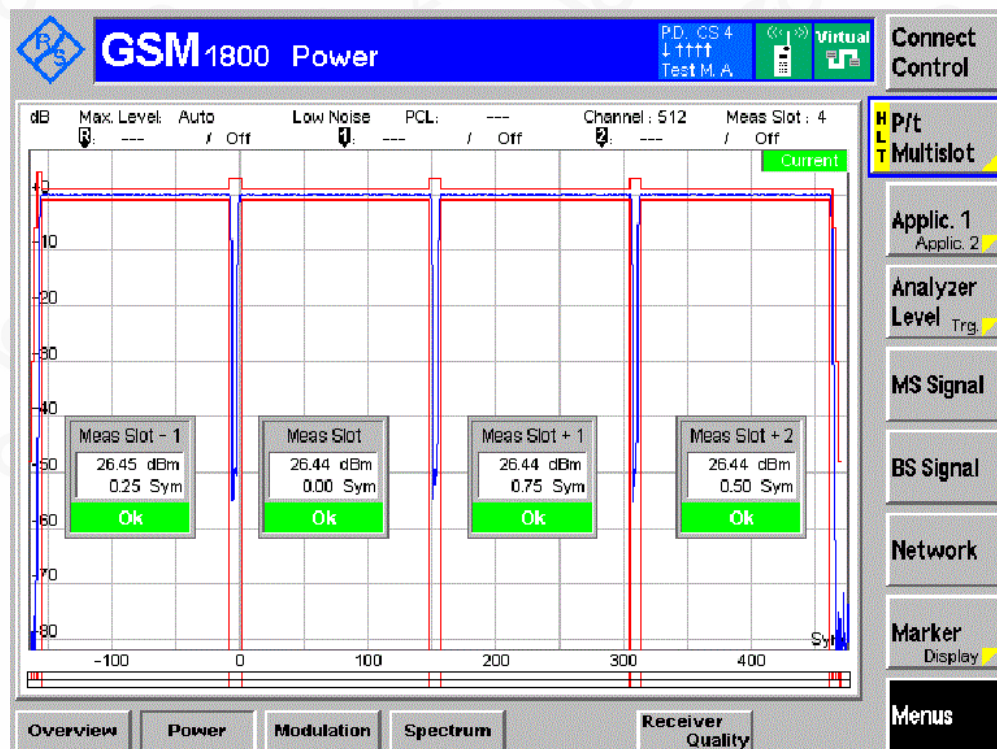 R/S
GSM 1800 Power
P.D. CS 4
↓ ↑↑↑↑
Test M. A.
Virtual
Connect Control
dB Max. Level: Auto Low Noise PCL: --- Channel : 512 Meas Slot : 4
R: --- / Off 1: --- / Off 2: --- / Off
Current
HLT
P/t Multislot
+0
-10
-20
-30
-40
-50
-60
-70
-80
Meas Slot - 1
26.45 dBm
0.25 Sym
Ok
Meas Slot
26.44 dBm
0.00 Sym
Ok
Meas Slot + 1
26.44 dBm
0.75 Sym
Ok
Meas Slot + 2
26.44 dBm
0.50 Sym
Ok
Sym
-100 0 100 200 300 400
Applic. 1
Applic. 2
Analyzer
Level Trg.
MS Signal
BS Signal
Network
Marker
Display
Menus
Overview Power Modulation Spectrum Receiver Quality